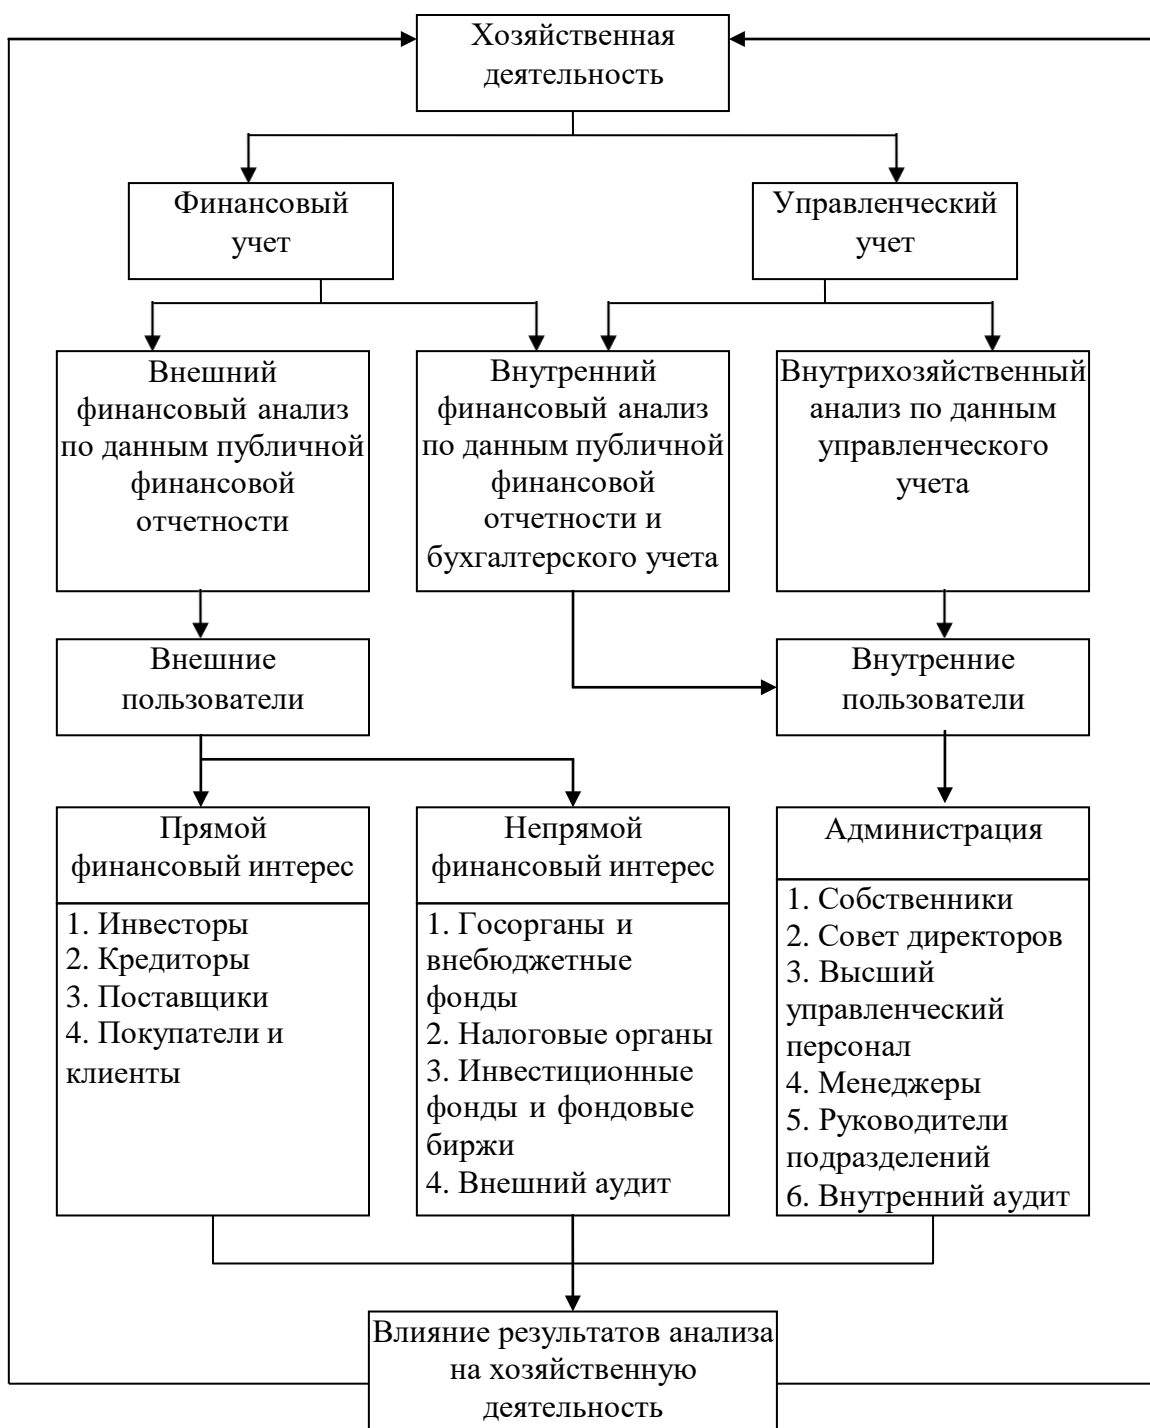 Хозяйственная
деятельность
Финансовый
учет
Управленческий
учет
Внешний
финансовый анализ
по данным публичной
финансовой
отчетности
Внутренний
финансовый анализ
по данным публичной
финансовой
отчетности и
бухгалтерского учета
Внутрихозяйственный
анализ по данным
управленческого
учета
Внешние
пользователи
Внутренние
пользователи
Прямой
финансовый интерес
1. Инвесторы
2. Кредиторы
3. Поставщики
4. Покупатели и
клиенты
Непрямой
финансовый интерес
1. Госорганы и
внебюджетные
фонды
2. Налоговые органы
3. Инвестиционные
фонды и фондовые
биржи
4. Внешний аудит
Администрация
1. Собственники
2. Совет директоров
3. Высший
управленческий
персонал
4. Менеджеры
5. Руководители
подразделений
6. Внутренний аудит
Влияние результатов анализа
на хозяйственную
деятельность